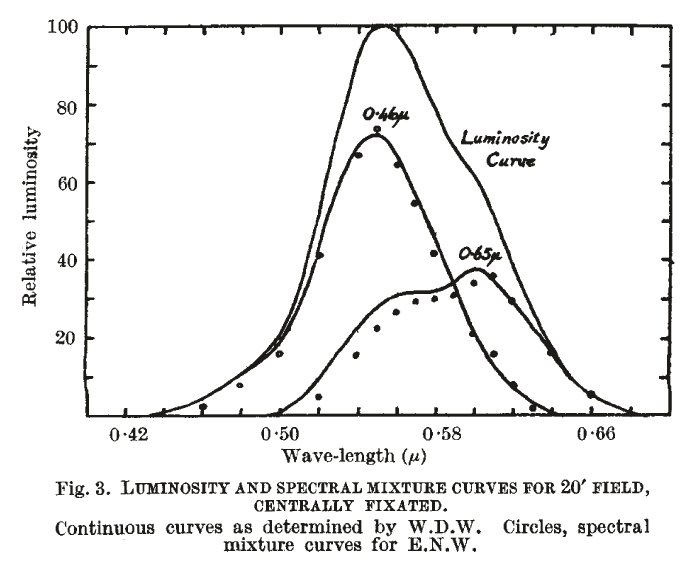 100
80
60
40
20
Relative luminosity
0·46μ
Luminosity
Curve
0·65μ
0·42 0·50 0·58 0·66
Wave-length (μ)
Fig. 3. LUMINOSITY AND SPECTRAL MIXTURE CURVES FOR 20′ FIELD,
CENTRALLY FIXATED.
Continuous curves as determined by W.D.W. Circles, spectral
mixture curves for E.N.W.